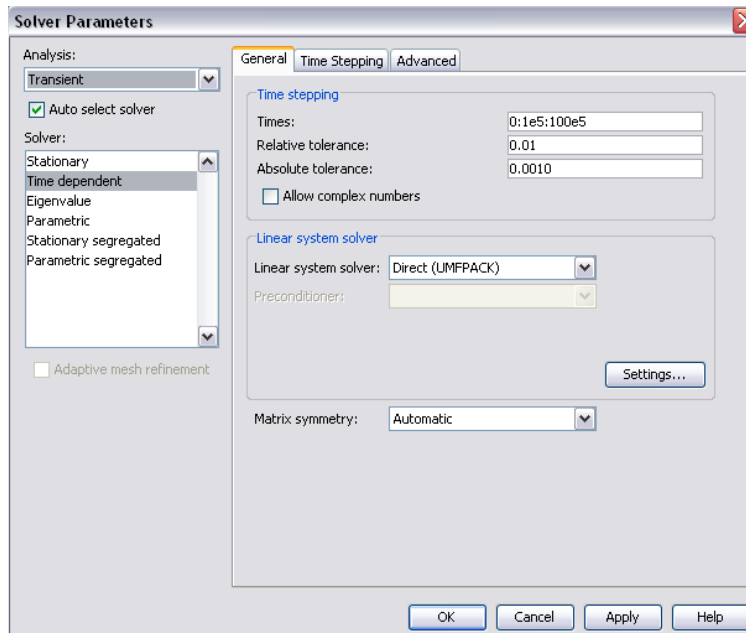 Solver Parameters
Analysis:
Transient
Auto select solver
Solver:
Stationary
Time dependent
Eigenvalue
Parametric
Stationary segregated
Parametric segregated
Adaptive mesh refinement
General Time Stepping Advanced
Time stepping
Times: 0:1e5:100e5
Relative tolerance: 0.01
Absolute tolerance: 0.0010
Allow complex numbers
Linear system solver
Linear system solver: Direct (UMFPACK)
Preconditioner:
Settings...
Matrix symmetry: Automatic
OK Cancel Apply Help